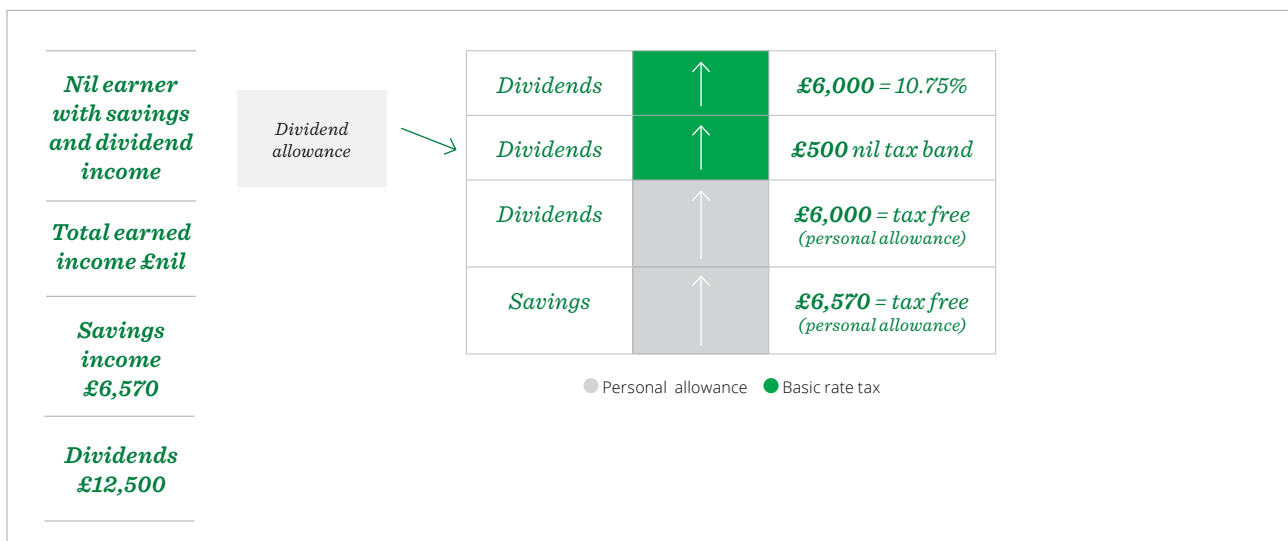 Nil earner
with savings
and dividend
income
Total earned
income £nil
Savings
income
£6,570
Dividends
£12,500
Dividend
allowance
Dividends £6,000 = 10.75%
Dividends £500 nil tax band
Dividends £6,000 = tax free
(personal allowance)
Savings £6,570 = tax free
(personal allowance)
Personal allowance Basic rate tax